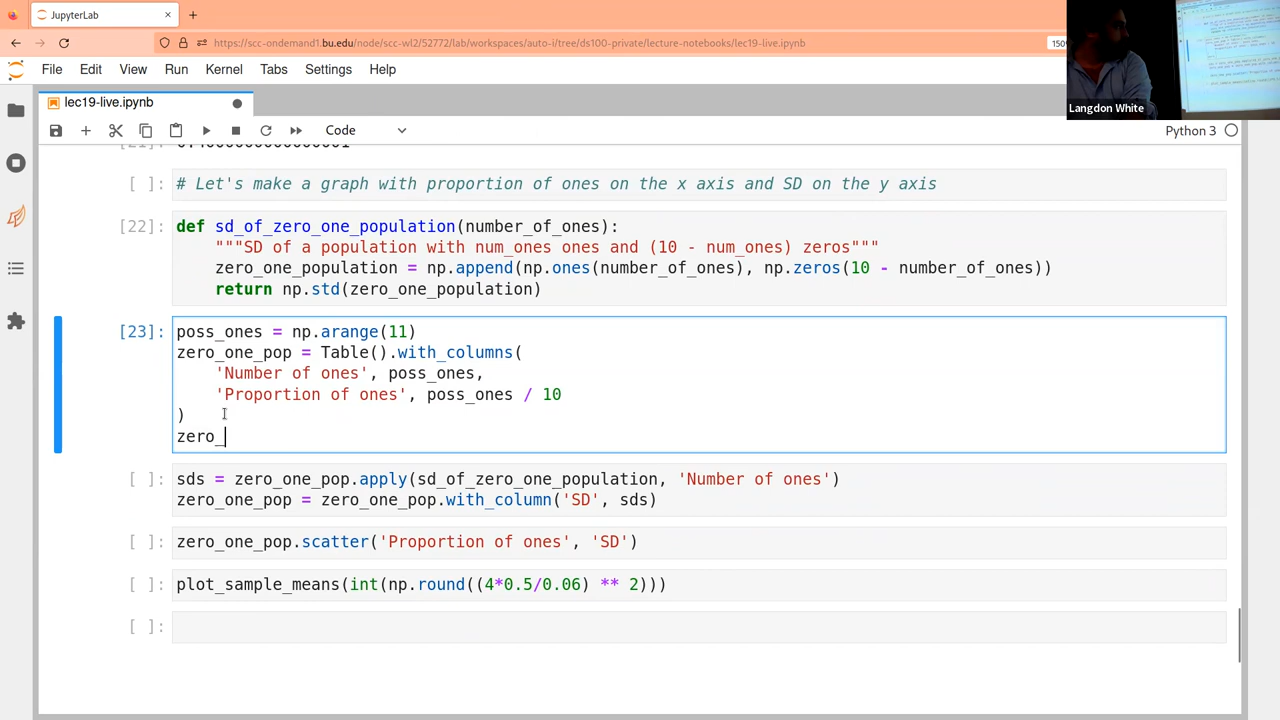 JupyterLab
https://scc-ondemand1.bu.edu/node/scc-wl2/52772/lab/workspaces/auto-i/tree/ds100-private/lecture-notebooks/lec19-live.ipynb
150%
Langdon White
File Edit View Run Kernel Tabs Settings Help
lec19-live.ipynb
Code
Python 3
[ ]: # Let's make a graph with proportion of ones on the x axis and SD on the y axis
[22]: def sd_of_zero_one_population(number_of_ones):
"""SD of a population with num_ones ones and (10 - num_ones) zeros"""
zero_one_population = np.append(np.ones(number_of_ones), np.zeros(10 - number_of_ones))
return np.std(zero_one_population)
[23]: poss_ones = np.arange(11)
zero_one_pop = Table().with_columns(
'Number of ones', poss_ones,
'Proportion of ones', poss_ones / 10
)
zero_
[ ]: sds = zero_one_pop.apply(sd_of_zero_one_population, 'Number of ones')
zero_one_pop = zero_one_pop.with_column('SD', sds)
[ ]: zero_one_pop.scatter('Proportion of ones', 'SD')
[ ]: plot_sample_means(int(np.round((4*0.5/0.06) ** 2)))
[ ]: